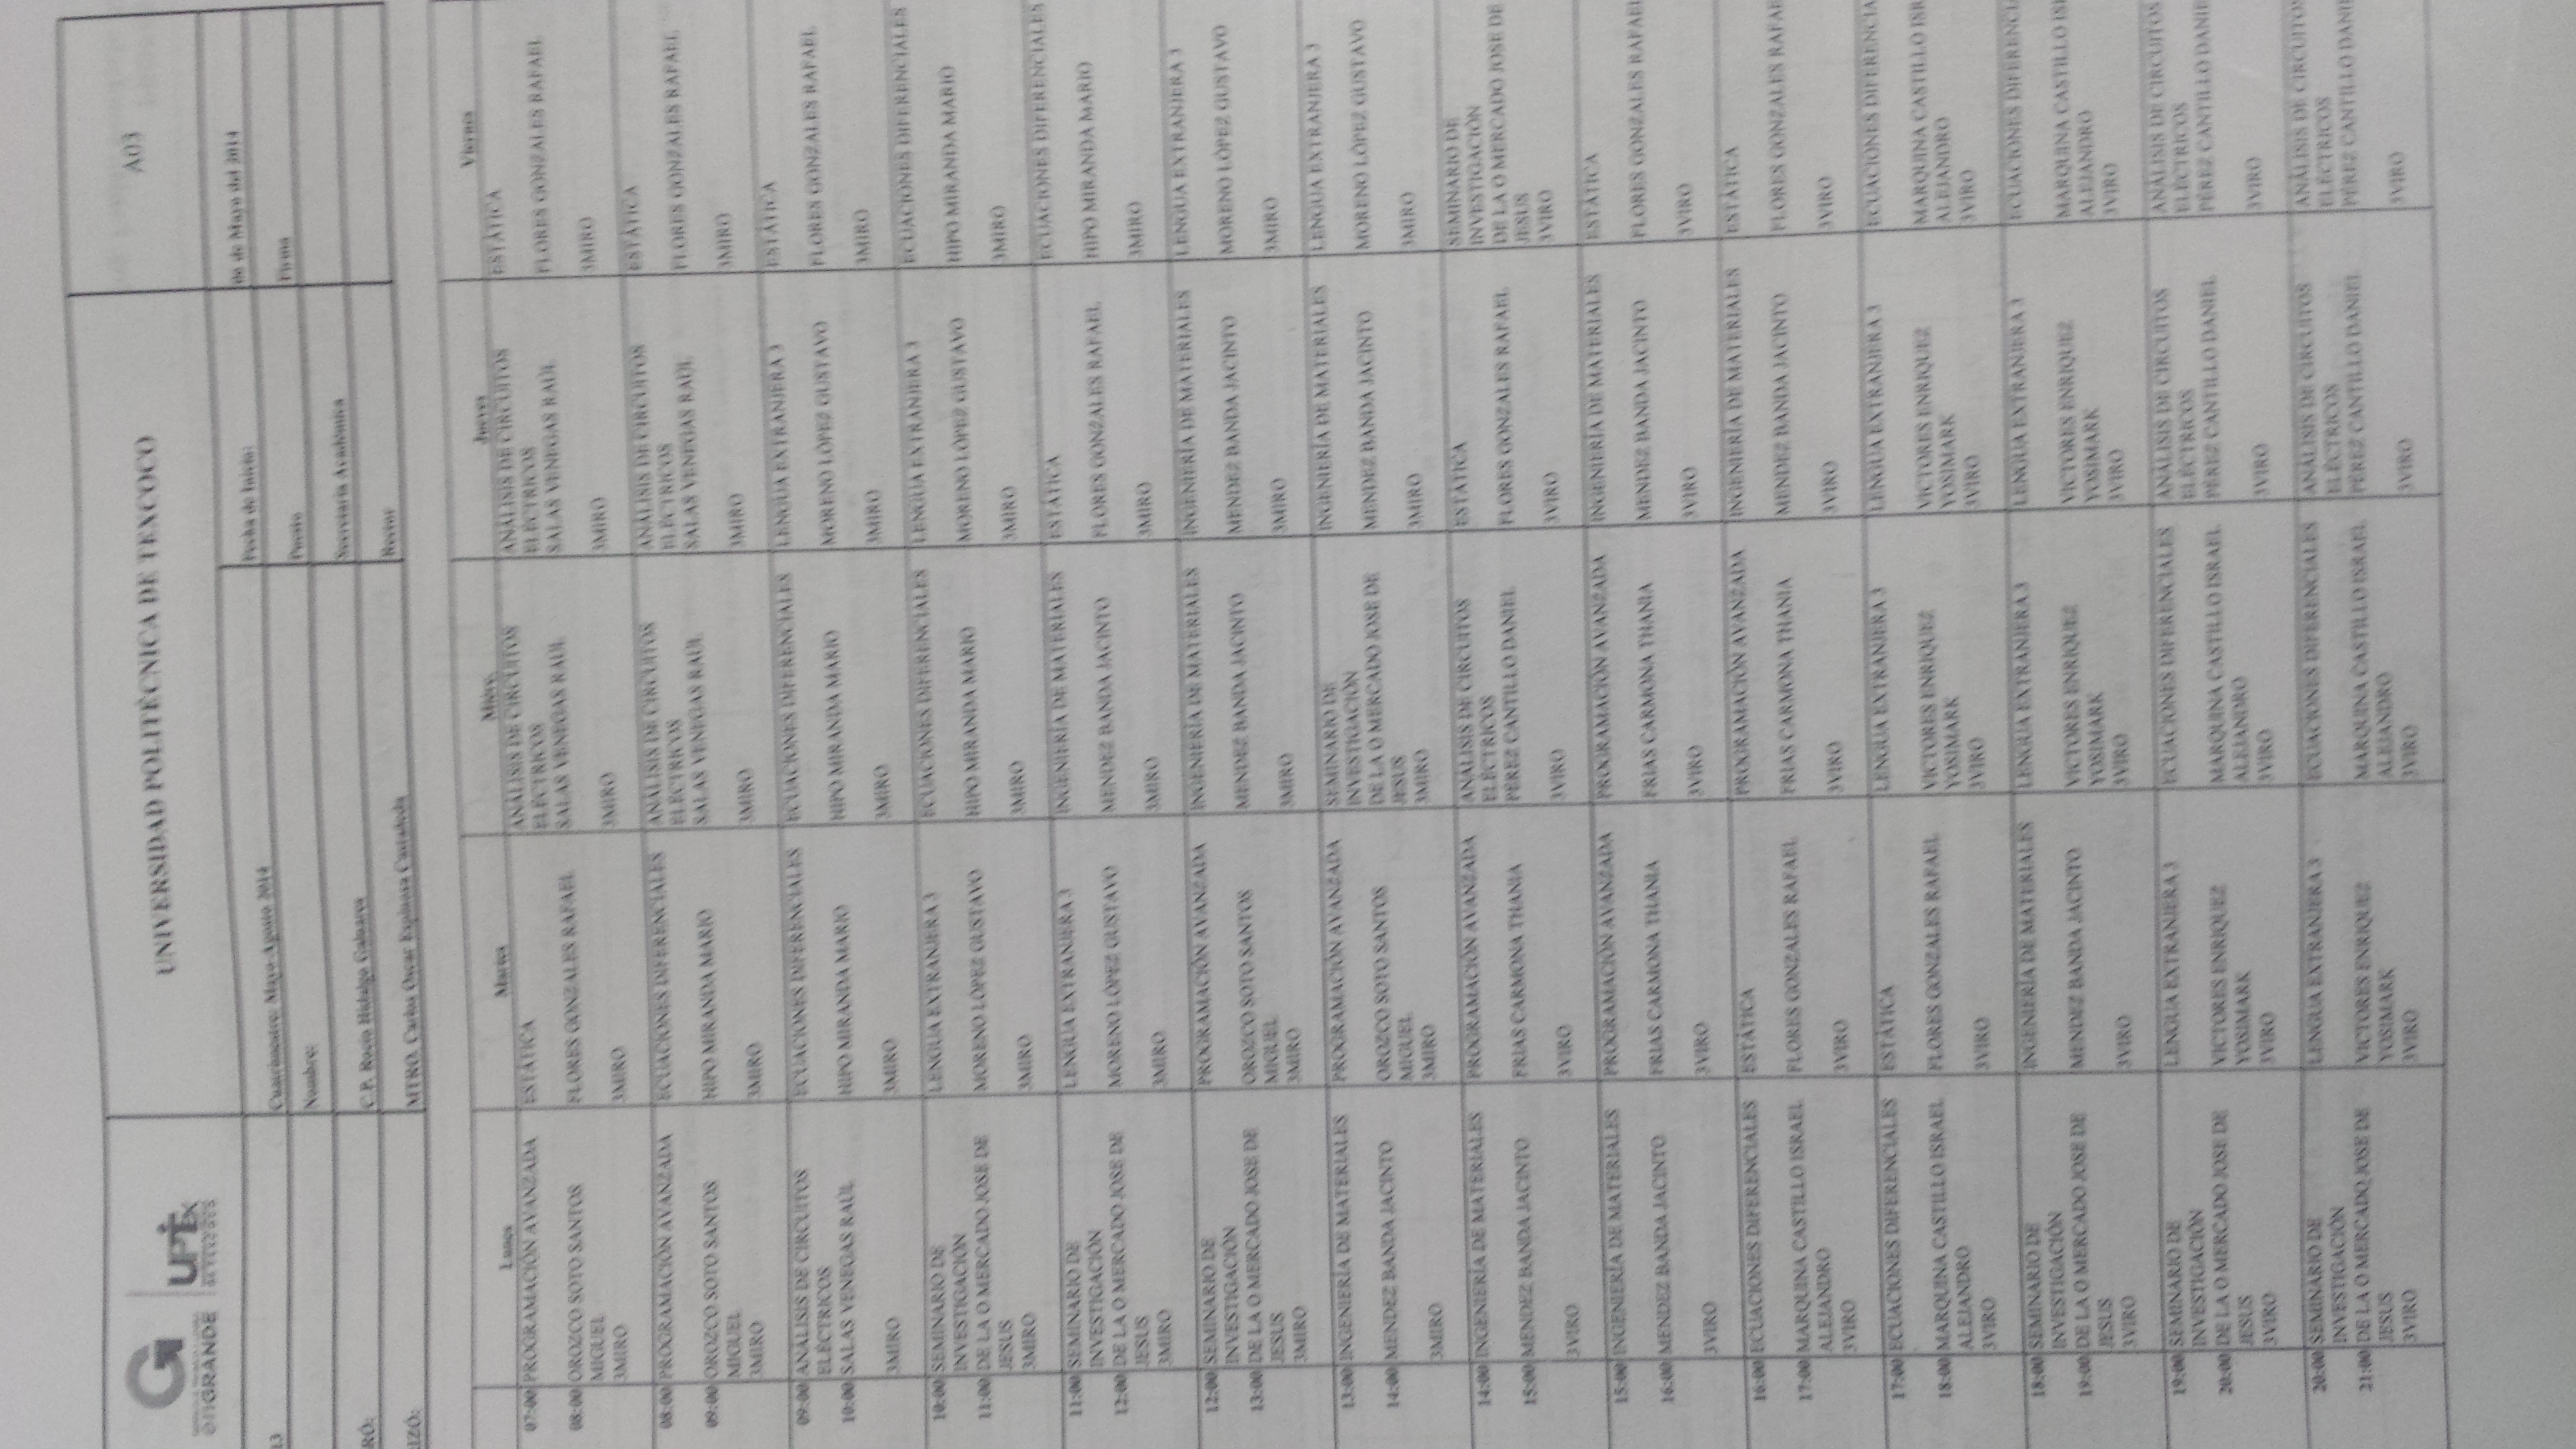 UNIVERSIDAD POLITÉCNICA DE TEXCOCO
A03
enGRANDE
UPTEX
DE TEXCOCO
13
Cuatrimestre: Mayo-Agosto 2014
Fecha de Inicio:
06 de Mayo del 2014
Nombre:
Puesto
Firma
RÓ:
C.P. Rocio Hidalgo
Secretaria Académica
IZÓ:
MTRO. Carlos Oscar Espinosa Castañeda
Rector
Lunes
Martes
Miérc.
Jueves
Viernes
07:00
08:00
PROGRAMACIÓN AVANZADA
OROZCO SOTO SANTOS
MIGUEL
3MIRO
ESTÁTICA
FLORES GONZALES RAFAEL
3MIRO
ANÁLISIS DE CIRCUITOS
ELÉCTRICOS
SALAS VENEGAS RAÚL
3MIRO
ANÁLISIS DE CIRCUITOS
ELÉCTRICOS
SALAS VENEGAS RAÚL
3MIRO
ESTÁTICA
FLORES GONZALES RAFAEL
3MIRO
08:00
09:00
PROGRAMACIÓN AVANZADA
OROZCO SOTO SANTOS
MIGUEL
3MIRO
ECUACIONES DIFERENCIALES
HIPO MIRANDA MARIO
3MIRO
ANÁLISIS DE CIRCUITOS
ELÉCTRICOS
SALAS VENEGAS RAÚL
3MIRO
ANÁLISIS DE CIRCUITOS
ELÉCTRICOS
SALAS VENEGAS RAÚL
3MIRO
ESTÁTICA
FLORES GONZALES RAFAEL
3MIRO
09:00
10:00
ANÁLISIS DE CIRCUITOS
ELÉCTRICOS
SALAS VENEGAS RAÚL
3MIRO
ECUACIONES DIFERENCIALES
HIPO MIRANDA MARIO
3MIRO
ECUACIONES DIFERENCIALES
HIPO MIRANDA MARIO
3MIRO
LENGUA EXTRANJERA 3
MORENO LÓPEZ GUSTAVO
3MIRO
ESTÁTICA
FLORES GONZALES RAFAEL
3MIRO
10:00
11:00
SEMINARIO DE
INVESTIGACIÓN
DE LA O MERCADO JOSE DE
JESUS
3MIRO
LENGUA EXTRANJERA 3
MORENO LÓPEZ GUSTAVO
3MIRO
ECUACIONES DIFERENCIALES
HIPO MIRANDA MARIO
3MIRO
LENGUA EXTRANJERA 3
MORENO LÓPEZ GUSTAVO
3MIRO
ECUACIONES DIFERENCIALES
HIPO MIRANDA MARIO
3MIRO
11:00
12:00
SEMINARIO DE
INVESTIGACIÓN
DE LA O MERCADO JOSE DE
JESUS
3MIRO
LENGUA EXTRANJERA 3
MORENO LÓPEZ GUSTAVO
3MIRO
INGENIERÍA DE MATERIALES
MENDEZ BANDA JACINTO
3MIRO
ESTÁTICA
FLORES GONZALES RAFAEL
3MIRO
ECUACIONES DIFERENCIALES
HIPO MIRANDA MARIO
3MIRO
12:00
13:00
SEMINARIO DE
INVESTIGACIÓN
DE LA O MERCADO JOSE DE
JESUS
3MIRO
PROGRAMACIÓN AVANZADA
OROZCO SOTO SANTOS
MIGUEL
3MIRO
INGENIERÍA DE MATERIALES
MENDEZ BANDA JACINTO
3MIRO
INGENIERÍA DE MATERIALES
MENDEZ BANDA JACINTO
3MIRO
LENGUA EXTRANJERA 3
MORENO LÓPEZ GUSTAVO
3MIRO
13:00
14:00
INGENIERÍA DE MATERIALES
MENDEZ BANDA JACINTO
3MIRO
PROGRAMACIÓN AVANZADA
OROZCO SOTO SANTOS
MIGUEL
3MIRO
SEMINARIO DE
INVESTIGACIÓN
DE LA O MERCADO JOSE DE
JESUS
3MIRO
INGENIERÍA DE MATERIALES
MENDEZ BANDA JACINTO
3MIRO
LENGUA EXTRANJERA 3
MORENO LÓPEZ GUSTAVO
3MIRO
14:00
15:00
INGENIERÍA DE MATERIALES
MENDEZ BANDA JACINTO
3VIRO
PROGRAMACIÓN AVANZADA
FRIAS CARMONA THANIA
3VIRO
ANÁLISIS DE CIRCUITOS
ELÉCTRICOS
PÉREZ CANTILLO DANIEL
3VIRO
ESTÁTICA
FLORES GONZALES RAFAEL
3VIRO
SEMINARIO DE
INVESTIGACIÓN
DE LA O MERCADO JOSE DE
JESUS
3VIRO
15:00
16:00
INGENIERÍA DE MATERIALES
MENDEZ BANDA JACINTO
3VIRO
PROGRAMACIÓN AVANZADA
FRIAS CARMONA THANIA
3VIRO
PROGRAMACIÓN AVANZADA
FRIAS CARMONA THANIA
3VIRO
INGENIERÍA DE MATERIALES
MENDEZ BANDA JACINTO
3VIRO
ESTÁTICA
FLORES GONZALES RAFAEL
3VIRO
16:00
17:00
ECUACIONES DIFERENCIALES
MARQUINA CASTILLO ISRAEL
ALEJANDRO
3VIRO
ESTÁTICA
FLORES GONZALES RAFAEL
3VIRO
PROGRAMACIÓN AVANZADA
FRIAS CARMONA THANIA
3VIRO
INGENIERÍA DE MATERIALES
MENDEZ BANDA JACINTO
3VIRO
ESTÁTICA
FLORES GONZALES RAFAE
3VIRO
17:00
18:00
ECUACIONES DIFERENCIALES
MARQUINA CASTILLO ISRAEL
ALEJANDRO
3VIRO
ESTÁTICA
FLORES GONZALES RAFAEL
3VIRO
LENGUA EXTRANJERA 3
VICTORES ENRIQUEZ
YOSIMARK
3VIRO
LENGUA EXTRANJERA 3
VICTORES ENRIQUEZ
YOSIMARK
3VIRO
ECUACIONES DIFERENCIA
MARQUINA CASTILLO ISR
ALEJANDRO
3VIRO
18:00
19:00
SEMINARIO DE
INVESTIGACIÓN
DE LA O MERCADO JOSE DE
JESUS
3VIRO
INGENIERÍA DE MATERIALES
MENDEZ BANDA JACINTO
3VIRO
LENGUA EXTRANJERA 3
VICTORES ENRIQUEZ
YOSIMARK
3VIRO
LENGUA EXTRANJERA 3
VICTORES ENRIQUEZ
YOSIMARK
3VIRO
ECUACIONES DIFERENCI
MARQUINA CASTILLO IS
ALEJANDRO
3VIRO
19:00
20:00
SEMINARIO DE
INVESTIGACIÓN
DE LA O MERCADO JOSE DE
JESUS
3VIRO
LENGUA EXTRANJERA 3
VICTORES ENRIQUEZ
YOSIMARK
3VIRO
ECUACIONES DIFERENCIALES
MARQUINA CASTILLO ISRAEL
ALEJANDRO
3VIRO
ANÁLISIS DE CIRCUITOS
ELÉCTRICOS
PÉREZ CANTILLO DANIEL
3VIRO
ANÁLISIS DE CIRCUITOS
ELÉCTRICOS
PÉREZ CANTILLO DANIE
3VIRO
20:00
21:00
SEMINARIO DE
INVESTIGACIÓN
DE LA O MERCADO JOSE DE
JESUS
3VIRO
LENGUA EXTRANJERA 3
VICTORES ENRIQUEZ
YOSIMARK
3VIRO
ECUACIONES DIFERENCIALES
MARQUINA CASTILLO ISRAEL
ALEJANDRO
3VIRO
ANÁLISIS DE CIRCUITOS
ELÉCTRICOS
PÉREZ CANTILLO DANIEL
3VIRO
ANÁLISIS DE CIRCUITO
ELÉCTRICOS
PÉREZ CANTILLO DANI
3VIRO